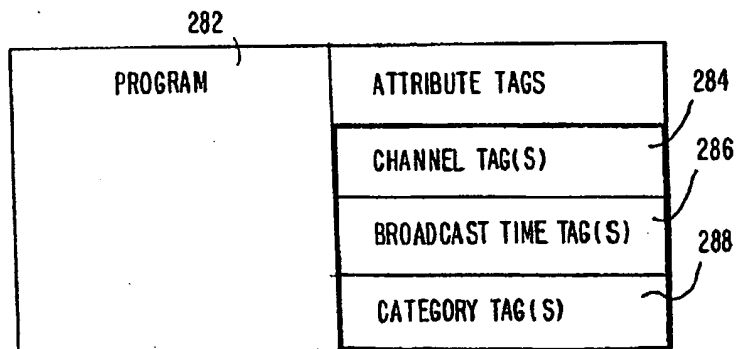 282
PROGRAM
ATTRIBUTE TAGS
284
CHANNEL TAG(S)
286
BROADCAST TIME TAG(S)
288
CATEGORY TAG(S)